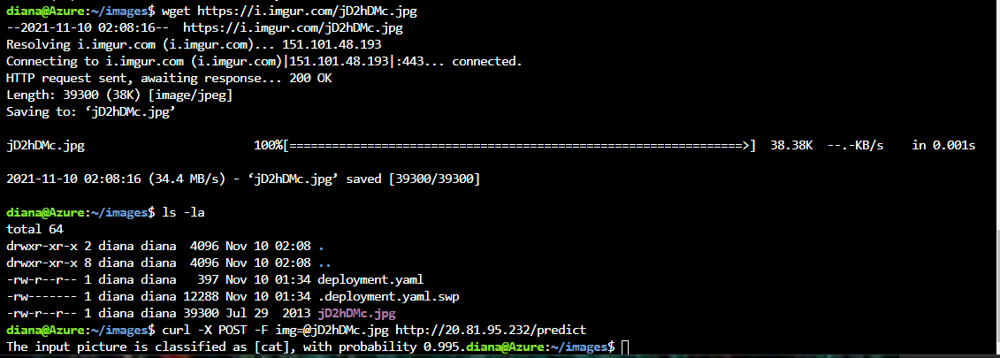 diana@Azure:~/images$ wget https://i.imgur.com/jD2hDMc.jpg
--2021-11-10 02:08:16--  https://i.imgur.com/jD2hDMc.jpg
Resolving i.imgur.com (i.imgur.com)... 151.101.48.193
Connecting to i.imgur.com (i.imgur.com)|151.101.48.193|:443... connected.
HTTP request sent, awaiting response... 200 OK
Length: 39300 (38K) [image/jpeg]
Saving to: ‘jD2hDMc.jpg’
jD2hDMc.jpg                        100%[================================================================>]  38.38K  --.-KB/s    in 0.001s
2021-11-10 02:08:16 (34.4 MB/s) - ‘jD2hDMc.jpg’ saved [39300/39300]
diana@Azure:~/images$ ls -la
total 64
drwxr-xr-x 2 diana diana  4096 Nov 10 02:08 .
drwxr-xr-x 8 diana diana  4096 Nov 10 02:08 ..
-rw-r--r-- 1 diana diana   397 Nov 10 01:34 deployment.yaml
-rw------- 1 diana diana 12288 Nov 10 01:34 .deployment.yaml.swp
-rw-r--r-- 1 diana diana 39300 Jul 29  2013 jD2hDMc.jpg
diana@Azure:~/images$ curl -X POST -F img=@jD2hDMc.jpg http://20.81.95.232/predict
The input picture is classified as [cat], with probability 0.995.diana@Azure:~/images$